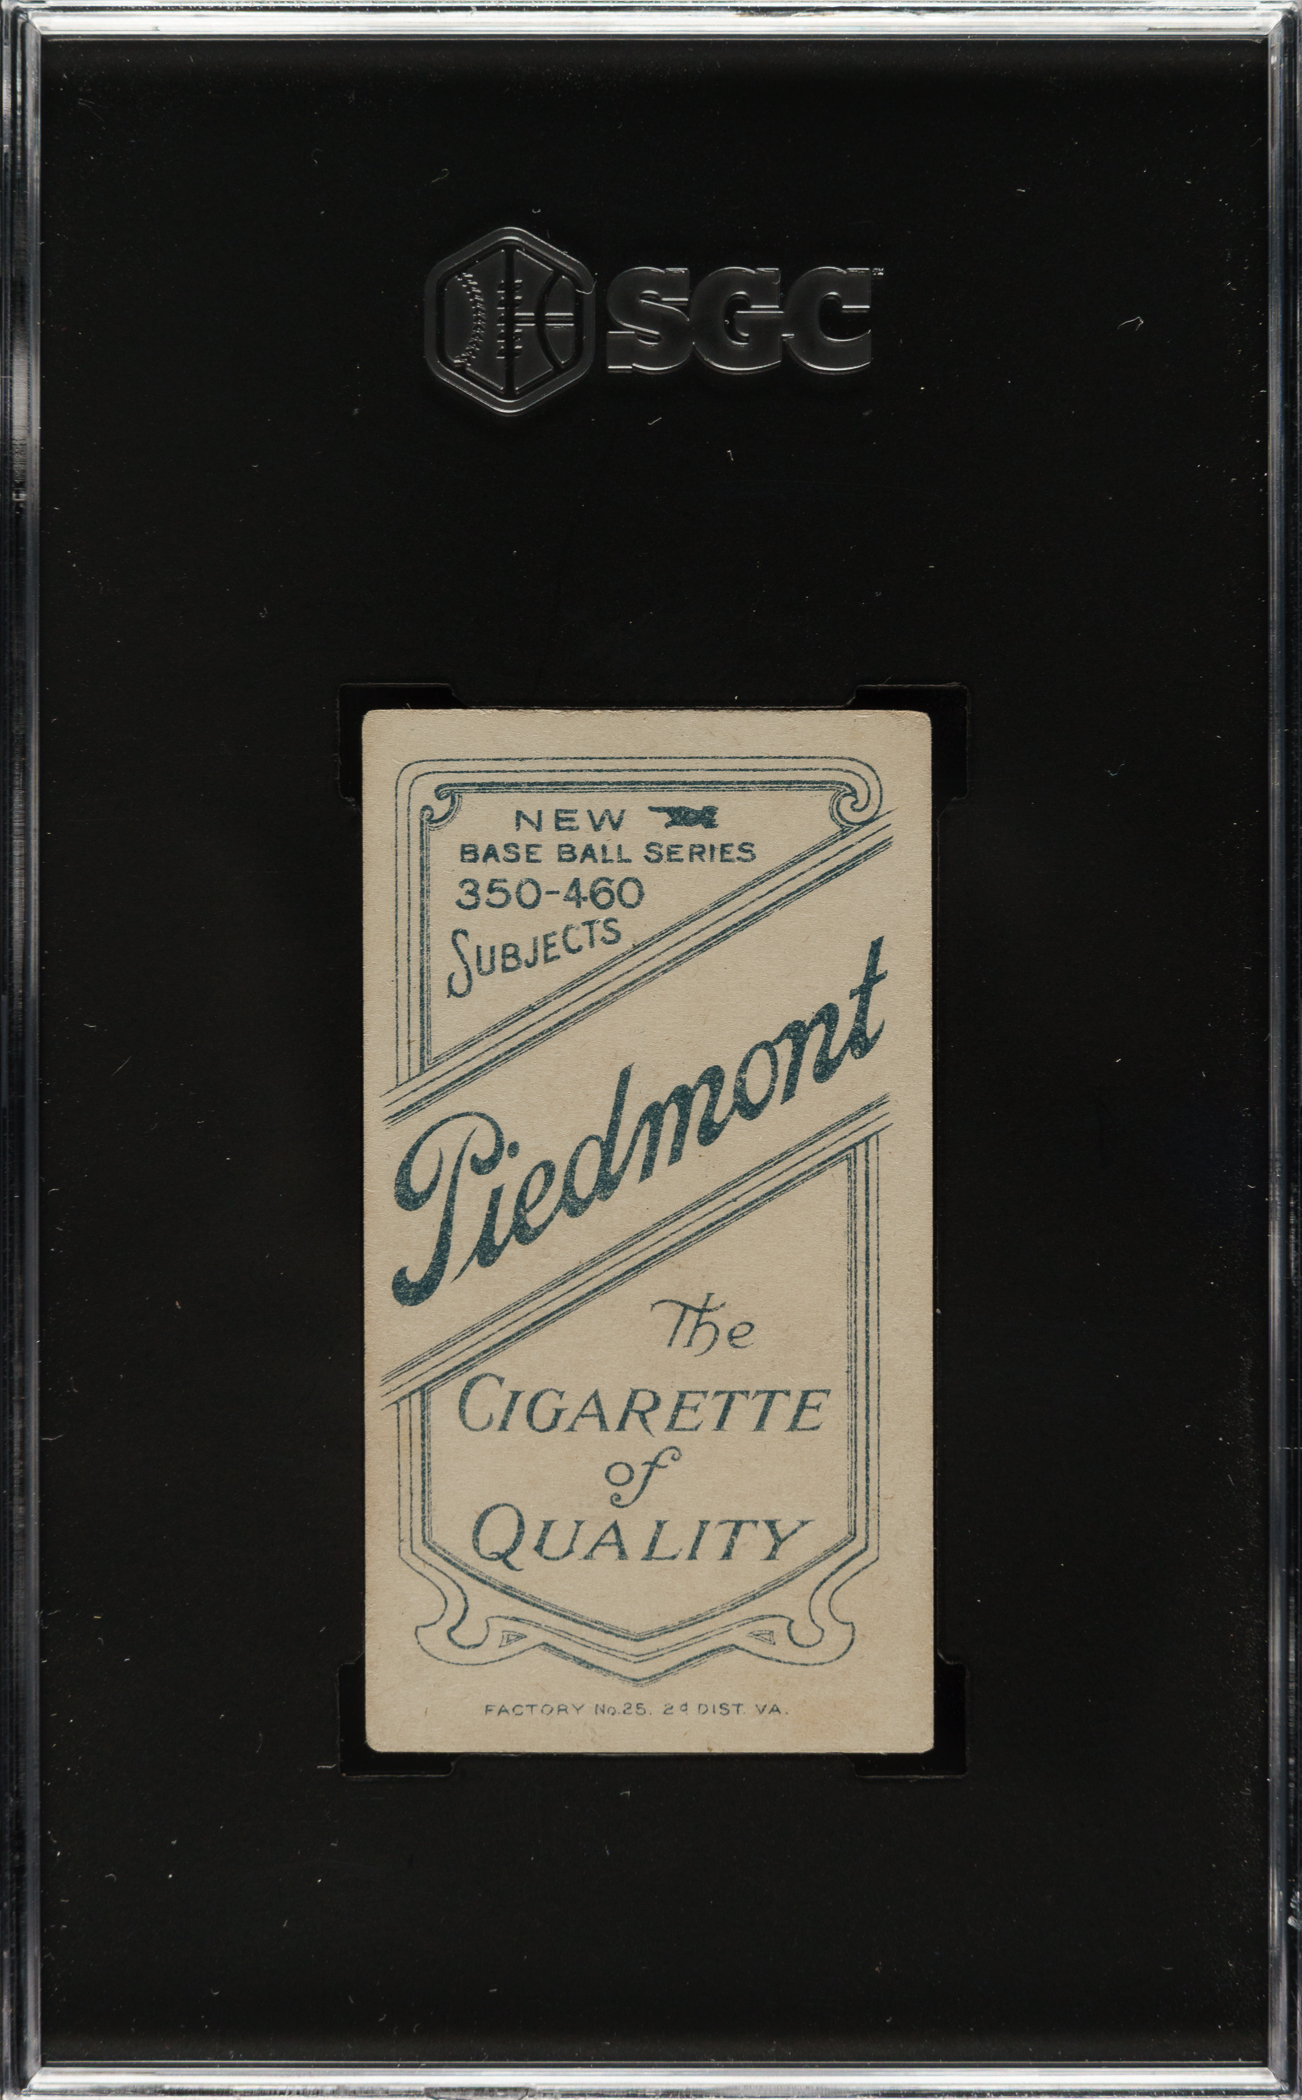 SGC
NEW
BASE BALL SERIES
350-460
SUBJECTS
Piedmont
The
CIGARETTE
of
QUALITY
FACTORY No. 25. 2d DIST. VA.